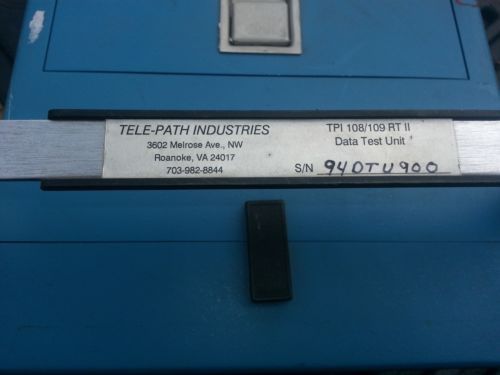 TELE-PATH INDUSTRIES
3602 Melrose Ave., NW
Roanoke, VA 24017
703-982-8844
TPI 108/109 RT II
Data Test Unit
S/N 94DTU900